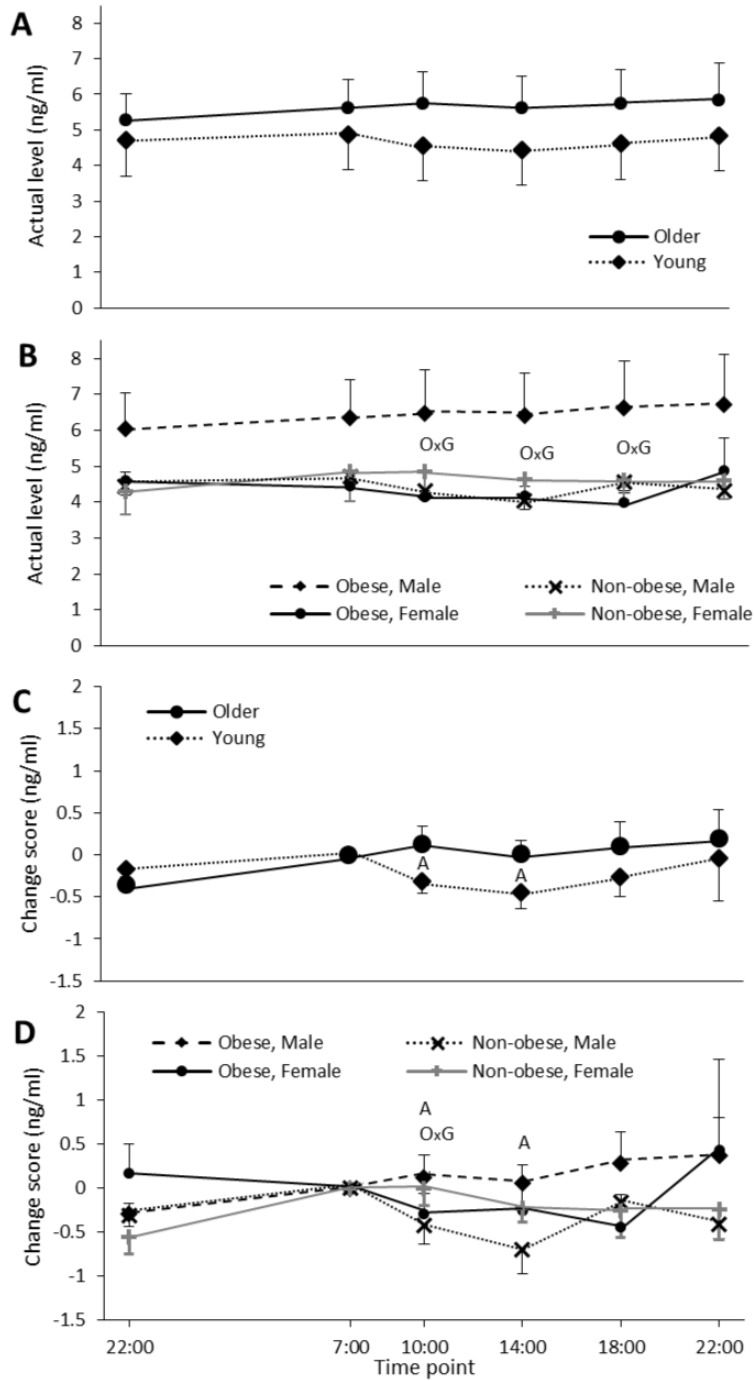 A
Actual level (ng/ml)
8
7
6
5
4
3
2
1
0
Older
Young
B
Actual level (ng/ml)
8
7
6
5
4
3
2
1
0
OxG
OxG
OxG
Obese, Male
Non-obese, Male
Obese, Female
Non-obese, Female
C
Change score (ng/ml)
2
1.5
1
0.5
0
-0.5
-1
-1.5
Older
Young
A
A
D
Change score (ng/ml)
2
1.5
1
0.5
0
-0.5
-1
-1.5
Obese, Male
Non-obese, Male
Obese, Female
Non-obese, Female
A
OxG
A
22:00
7:00
10:00
14:00
18:00
22:00
Time point